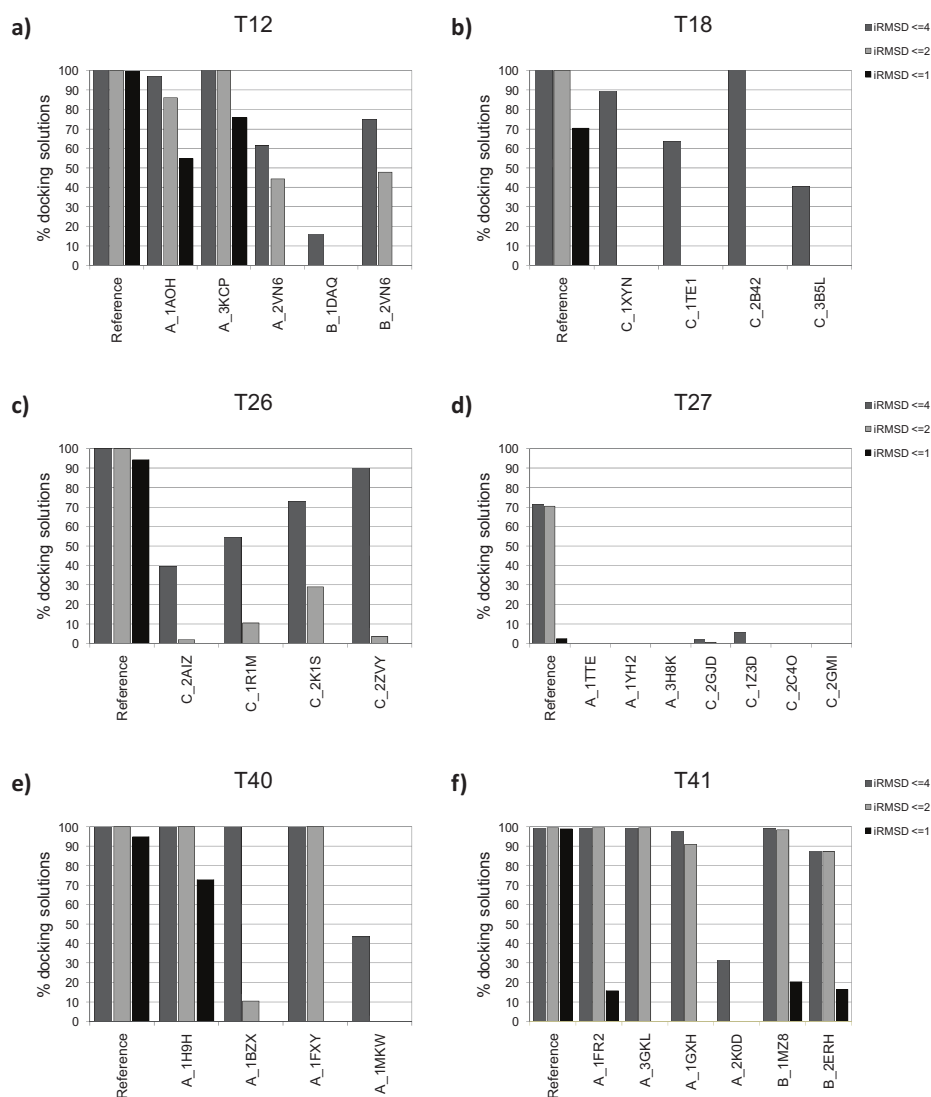 a)
T12
b)
T18
iRMSD <=4
iRMSD <=2
iRMSD <=1
% docking solutions
100
90
80
70
60
50
40
30
20
10
0
Reference
A_1AOH
A_3KCP
A_2VN6
B_1DAQ
B_2VN6
% docking solutions
100
90
80
70
60
50
40
30
20
10
0
Reference
C_1XYN
C_1TE1
C_2B42
C_3B5L
c)
T26
d)
T27
iRMSD <=4
iRMSD <=2
iRMSD <=1
% docking solutions
100
90
80
70
60
50
40
30
20
10
0
Reference
C_2AIZ
C_1R1M
C_2K1S
C_2ZVY
% docking solutions
100
90
80
70
60
50
40
30
20
10
0
Reference
A_1TTE
A_1YH2
A_3H8K
C_2GJD
C_1Z3D
C_2C4O
C_2GMI
e)
T40
f)
T41
iRMSD <=4
iRMSD <=2
iRMSD <=1
% docking solutions
100
90
80
70
60
50
40
30
20
10
0
Reference
A_1H9H
A_1BZX
A_1FXY
A_1MKW
% docking solutions
100
90
80
70
60
50
40
30
20
10
0
Reference
A_1FR2
A_3GKL
A_1GXH
A_2K0D
B_1MZ8
B_2ERH